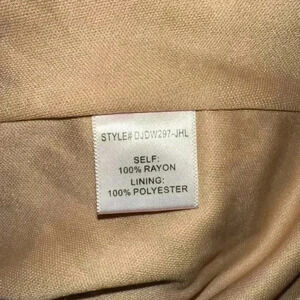 STYLE# DJDW297-JHL
SELF:
100% RAYON
LINING:
100% POLYESTER